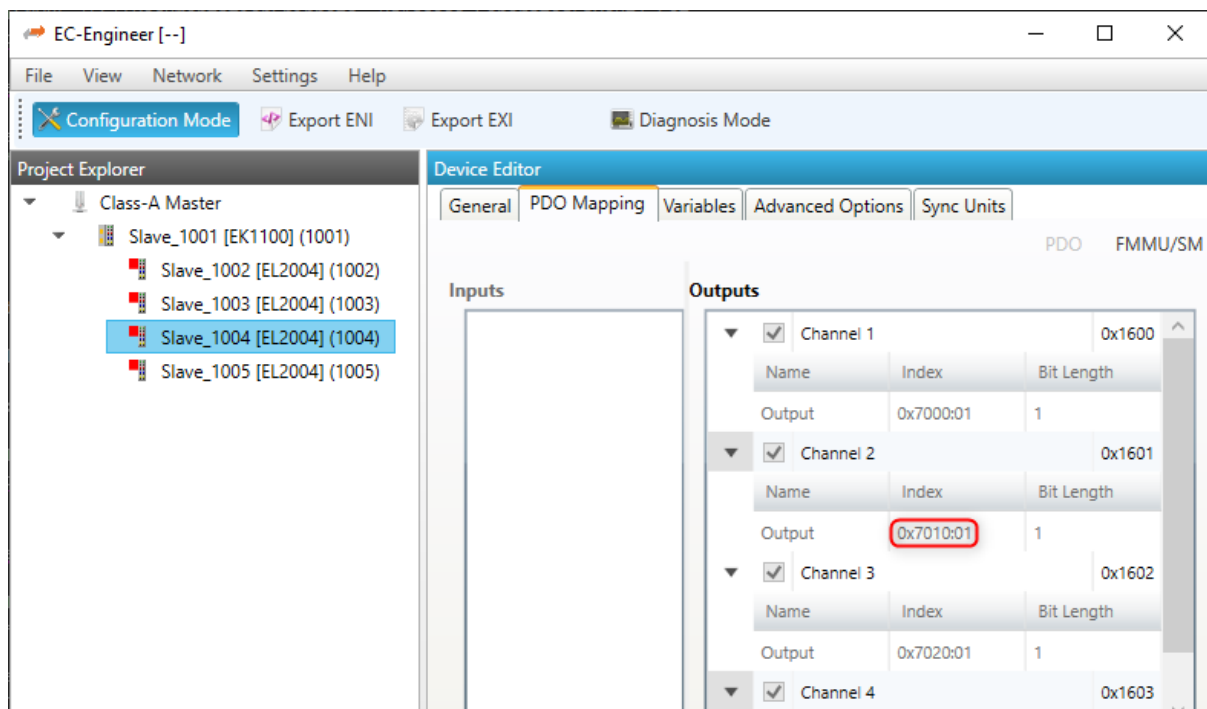 EC-Engineer [--]
File View Network Settings Help
Configuration Mode Export ENI Export EXI Diagnosis Mode
Project Explorer
Class-A Master
Slave_1001 [EK1100] (1001)
Slave_1002 [EL2004] (1002)
Slave_1003 [EL2004] (1003)
Slave_1004 [EL2004] (1004)
Slave_1005 [EL2004] (1005)
Device Editor
General PDO Mapping Variables Advanced Options Sync Units
PDO FMMU/SM
Inputs
Outputs
Channel 1 0x1600
Name Index Bit Length
Output 0x7000:01 1
Channel 2 0x1601
Name Index Bit Length
Output 0x7010:01 1
Channel 3 0x1602
Name Index Bit Length
Output 0x7020:01 1
Channel 4 0x1603